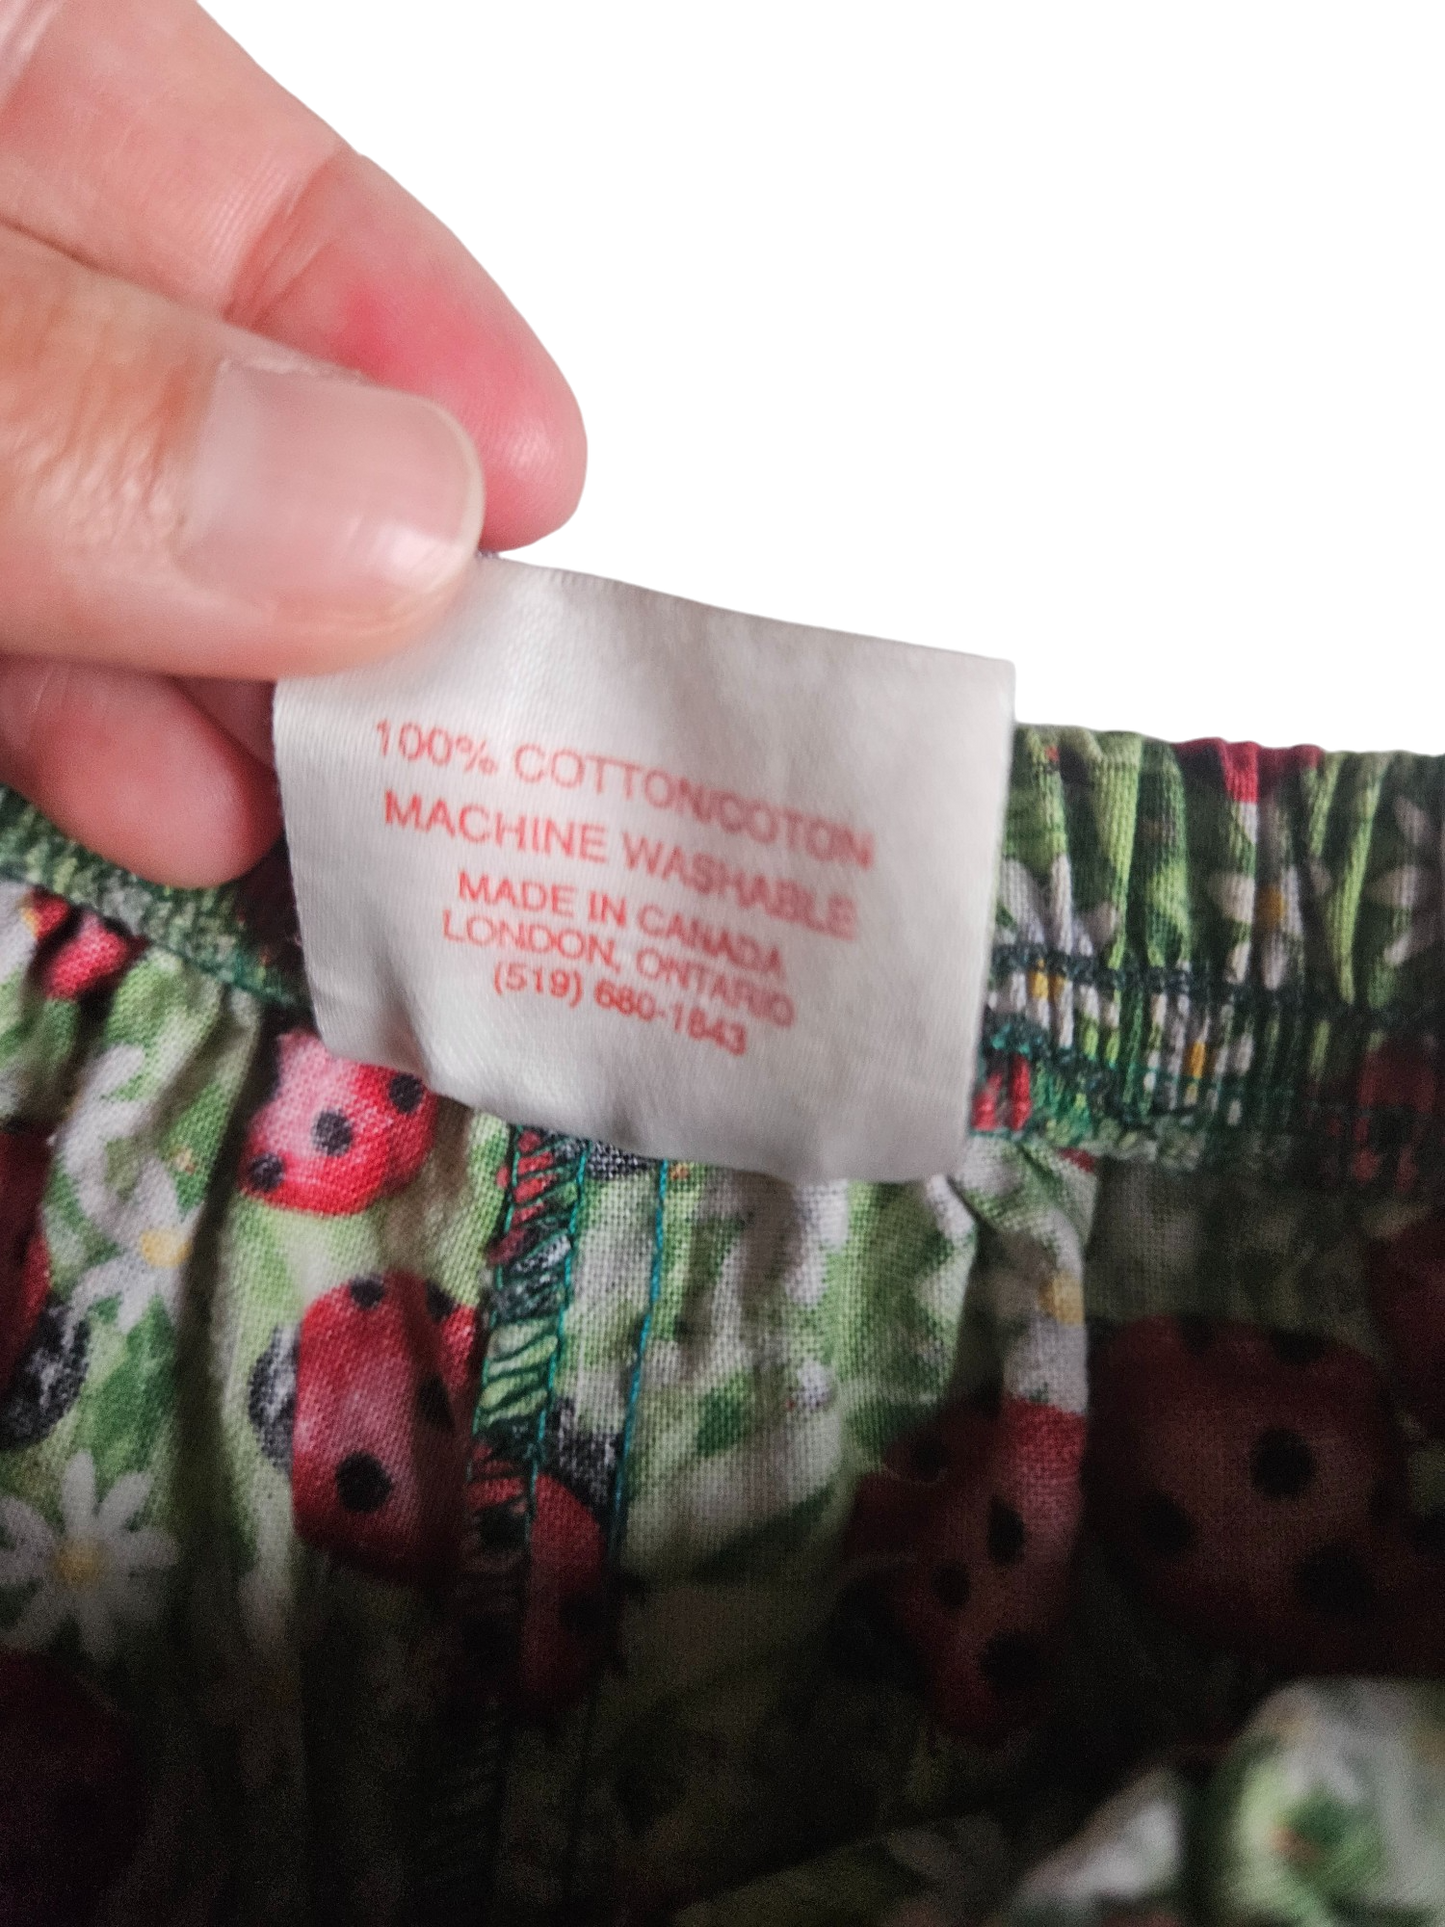 100% COTTON/COTON
MACHINE WASHABLE
MADE IN CANADA
LONDON, ONTARIO
(519) 680-1843